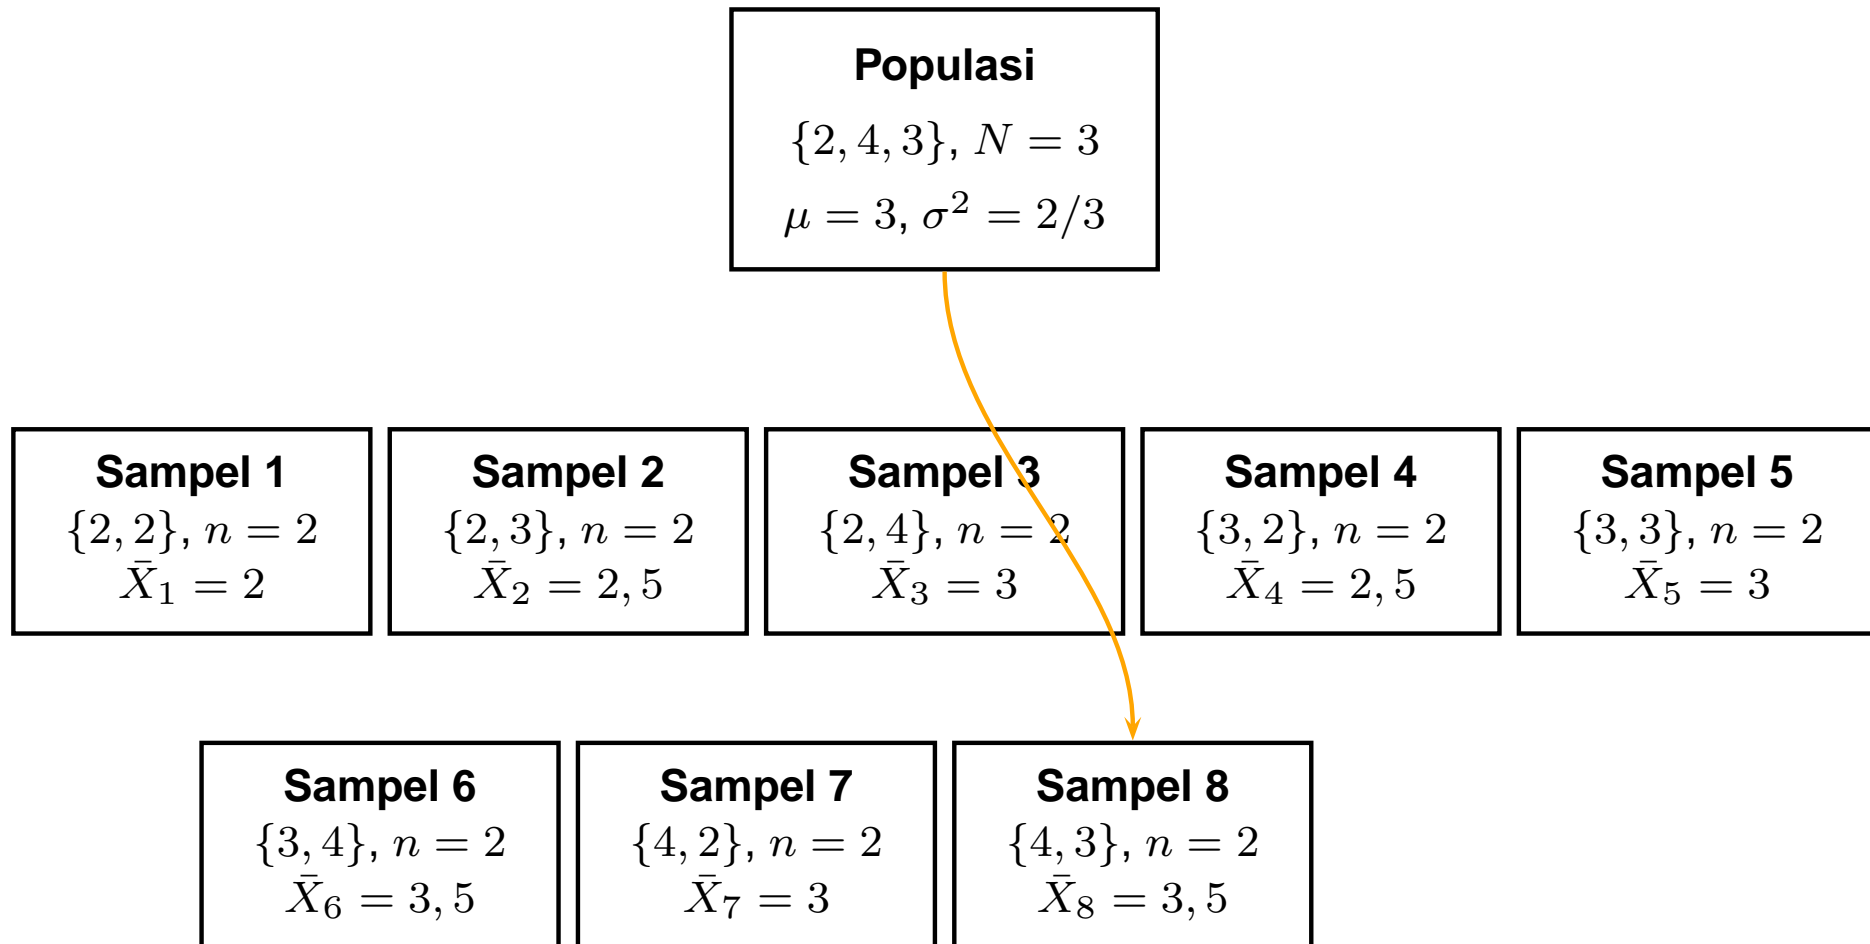 Populasi
{2, 4, 3}, N = 3
μ = 3, σ² = 2/3
Sampel 1
{2, 2}, n = 2
X̄₁ = 2
Sampel 2
{2, 3}, n = 2
X̄₂ = 2, 5
Sampel 3
{2, 4}, n = 2
X̄₃ = 3
Sampel 4
{3, 2}, n = 2
X̄₄ = 2, 5
Sampel 5
{3, 3}, n = 2
X̄₅ = 3
Sampel 6
{3, 4}, n = 2
X̄₆ = 3, 5
Sampel 7
{4, 2}, n = 2
X̄₇ = 3
Sampel 8
{4, 3}, n = 2
X̄₈ = 3, 5